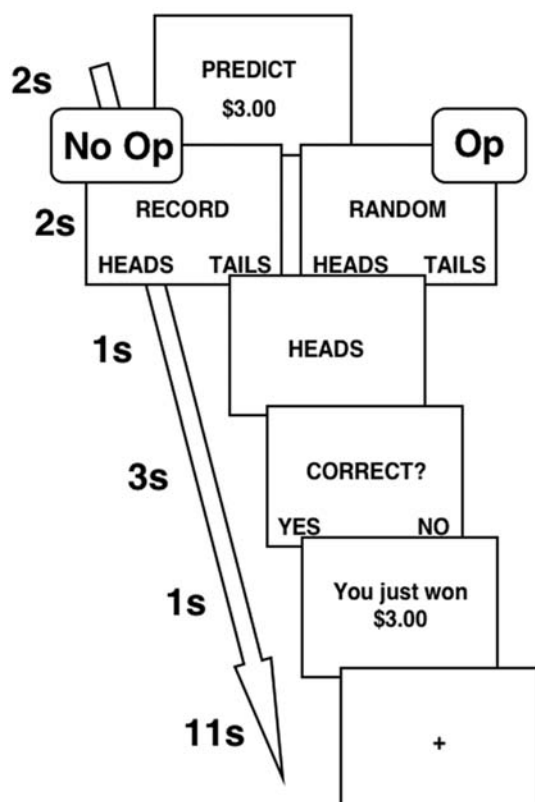 2s
PREDICT
$3.00
No Op
Op
2s
RECORD
RANDOM
HEADS TAILS
HEADS TAILS
1s
HEADS
3s
CORRECT?
YES NO
1s
You just won
$3.00
11s
+